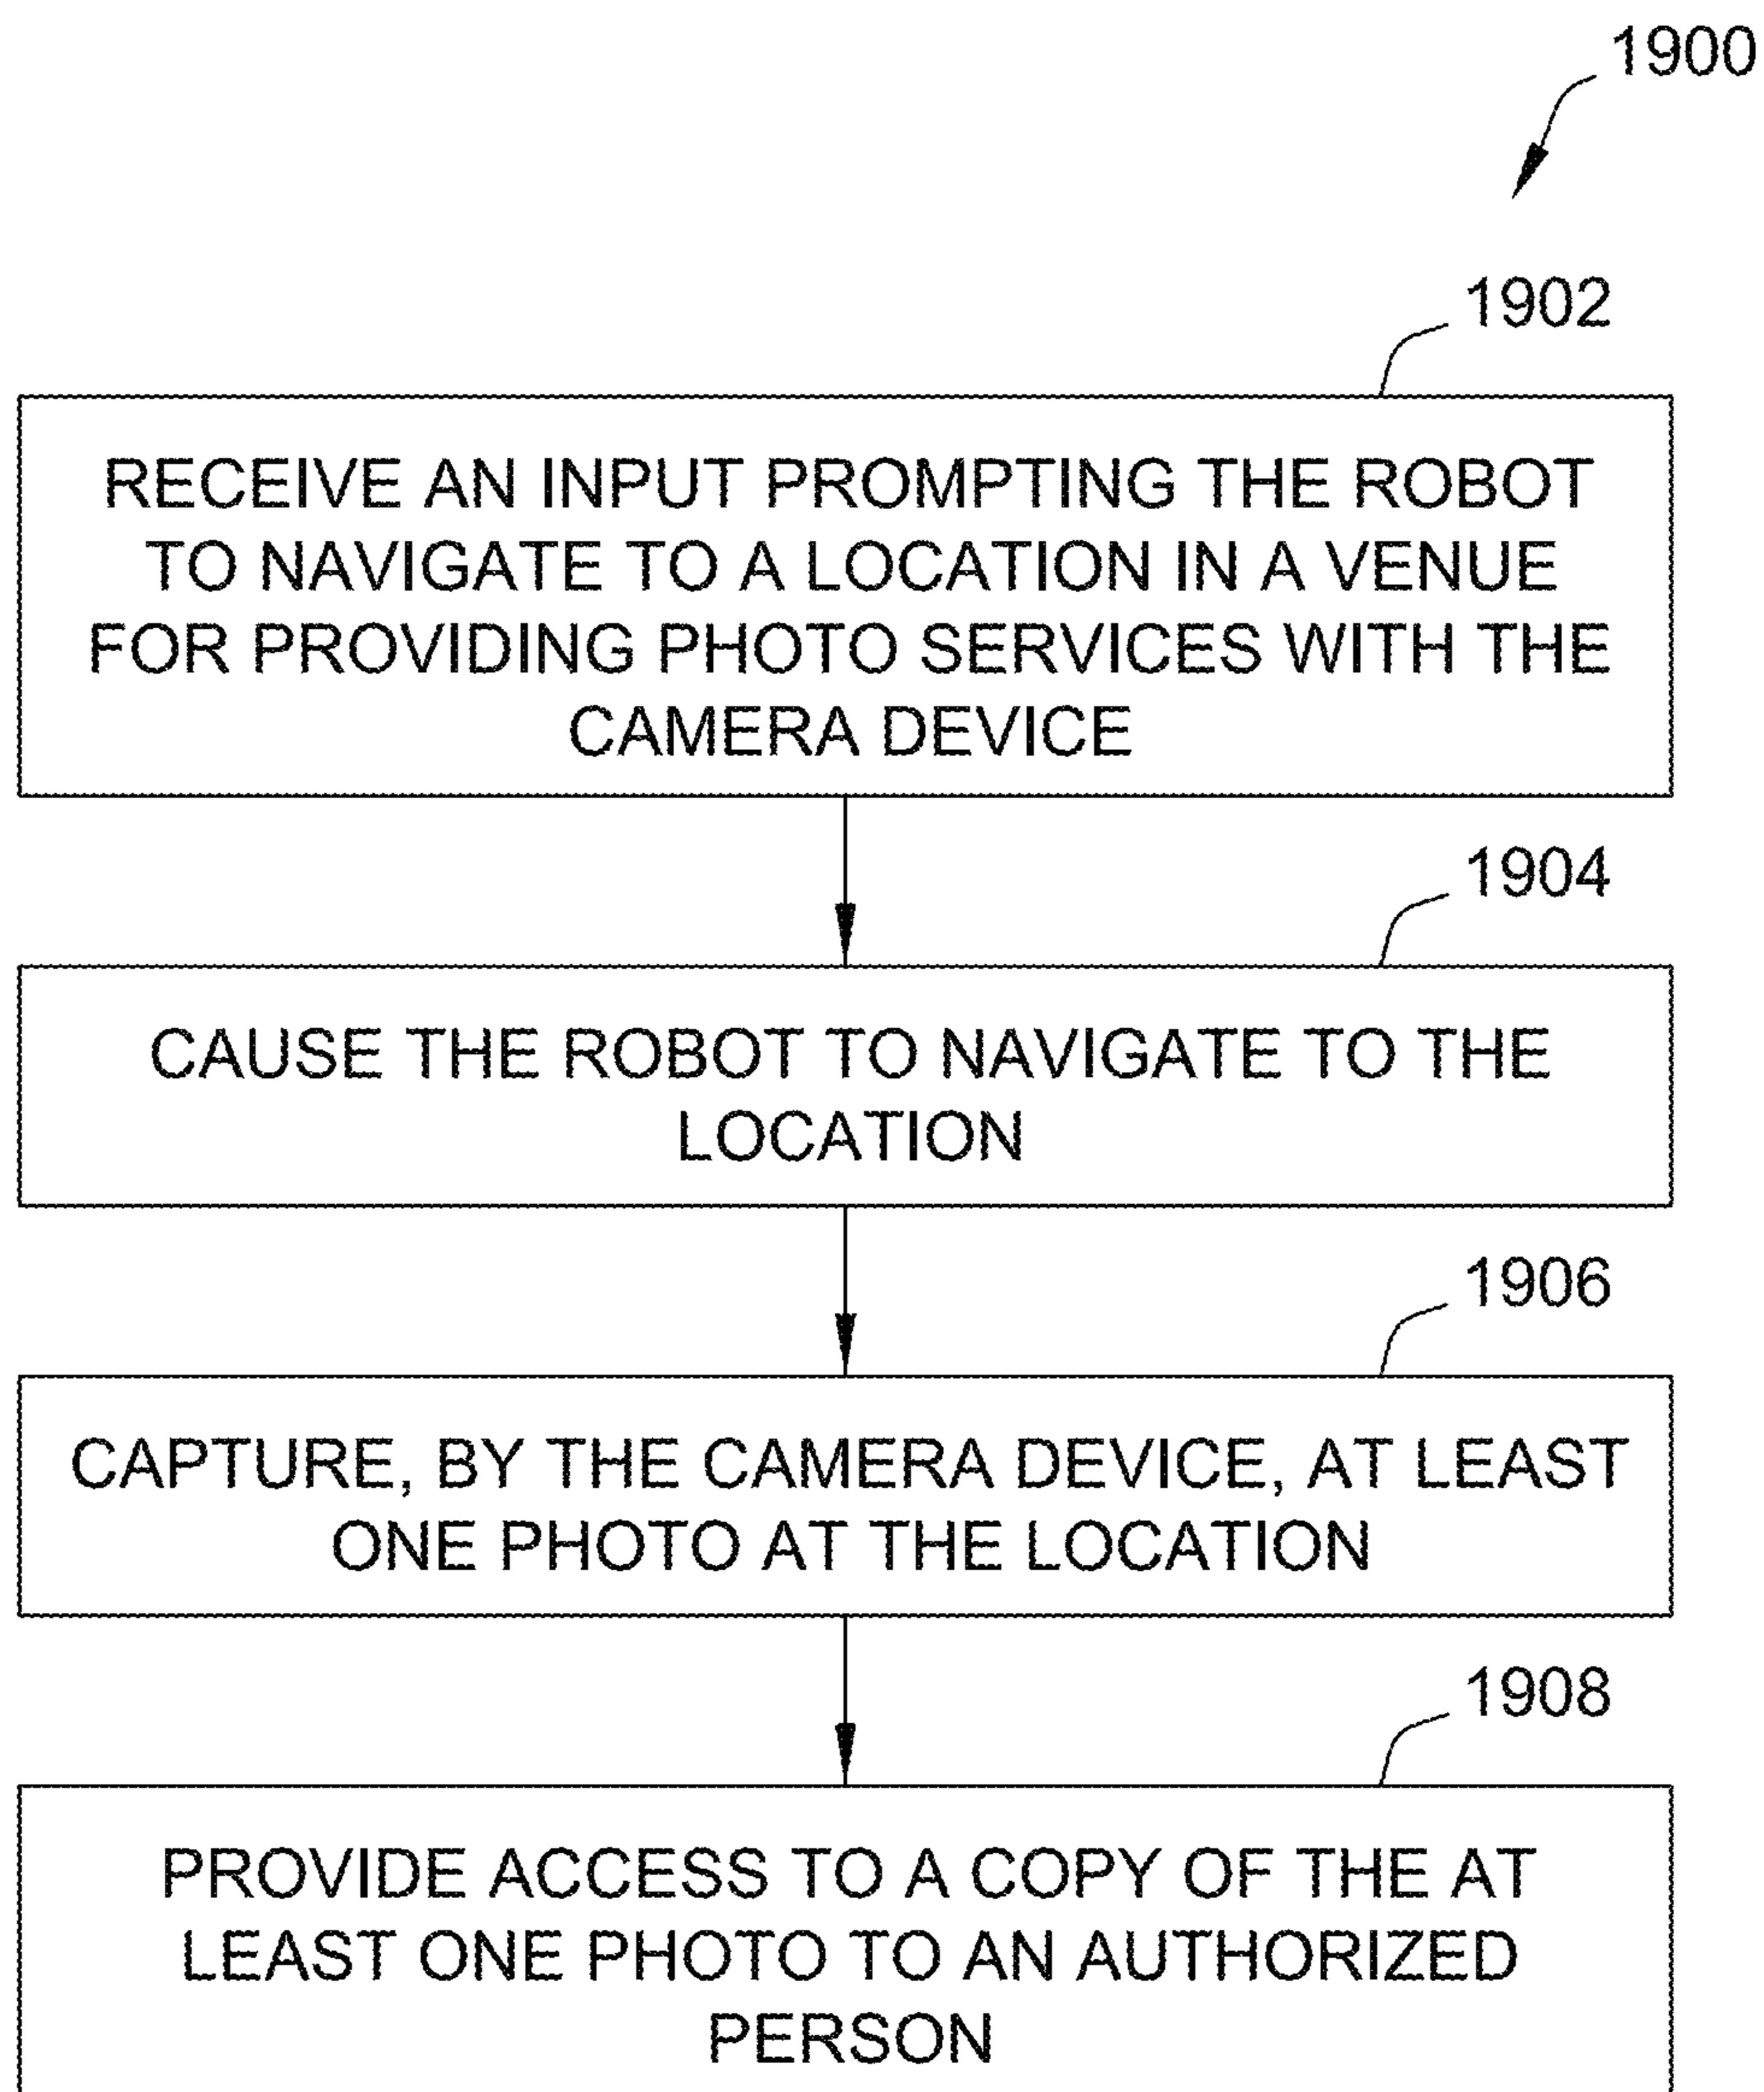 1900
1902
RECEIVE AN INPUT PROMPTING THE ROBOT
TO NAVIGATE TO A LOCATION IN A VENUE
FOR PROVIDING PHOTO SERVICES WITH THE
CAMERA DEVICE
1904
CAUSE THE ROBOT TO NAVIGATE TO THE
LOCATION
1906
CAPTURE, BY THE CAMERA DEVICE, AT LEAST
ONE PHOTO AT THE LOCATION
1908
PROVIDE ACCESS TO A COPY OF THE AT
LEAST ONE PHOTO TO AN AUTHORIZED
PERSON